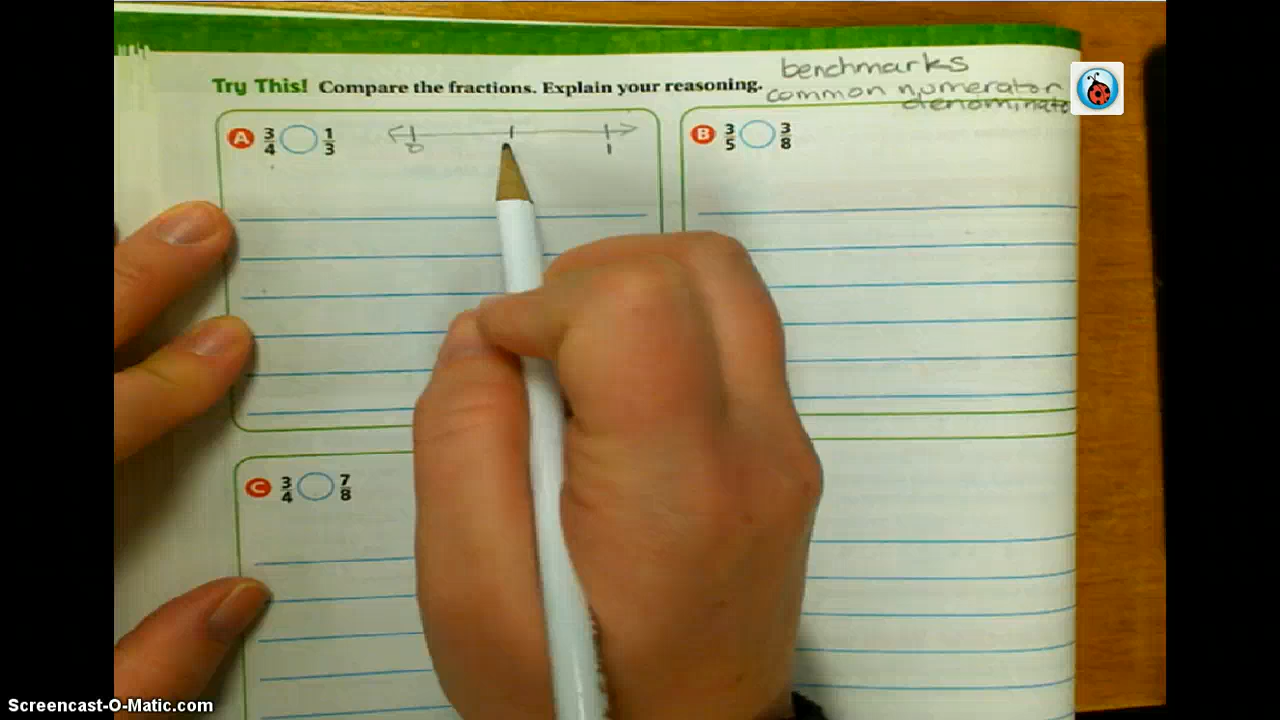 Try This! Compare the fractions. Explain your reasoning.
benchmarks
common numerator
denominato
A 3/4 ○ 1/3
0 1
B 3/5 ○ 3/8
C 3/4 ○ 7/8
Screencast-O-Matic.com